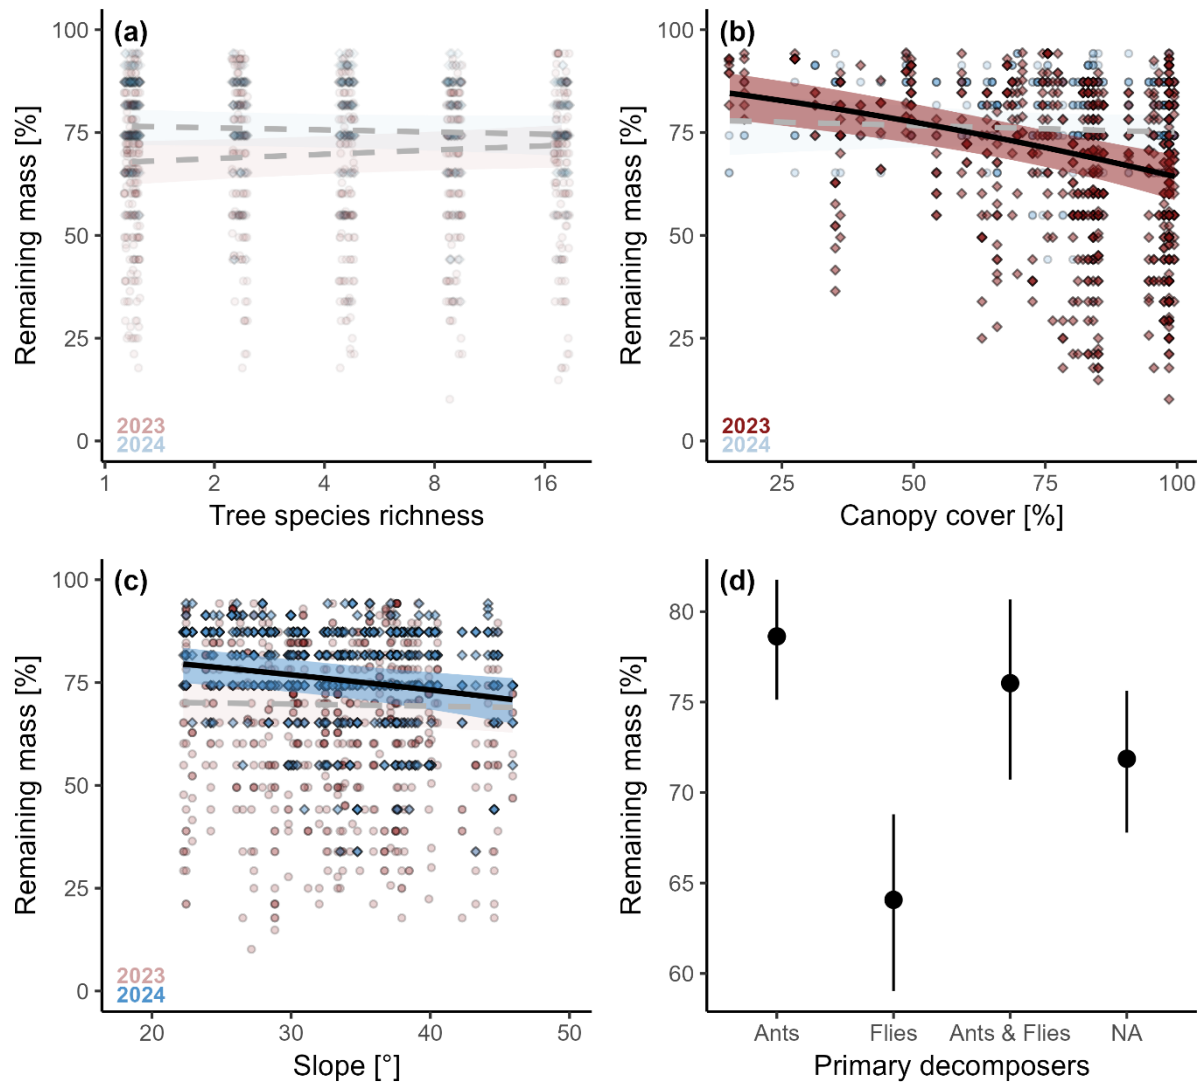 (a)
100
75
50
25
0
Remaining mass [%]
2023
2024
1 2 4 8 16
Tree species richness
(b)
100
75
50
25
0
Remaining mass [%]
2023
2024
25 50 75 100
Canopy cover [%]
(c)
100
75
50
25
0
Remaining mass [%]
2023
2024
20 30 40 50
Slope [°]
(d)
80
75
70
65
60
Remaining mass [%]
Ants Flies Ants & Flies NA
Primary decomposers